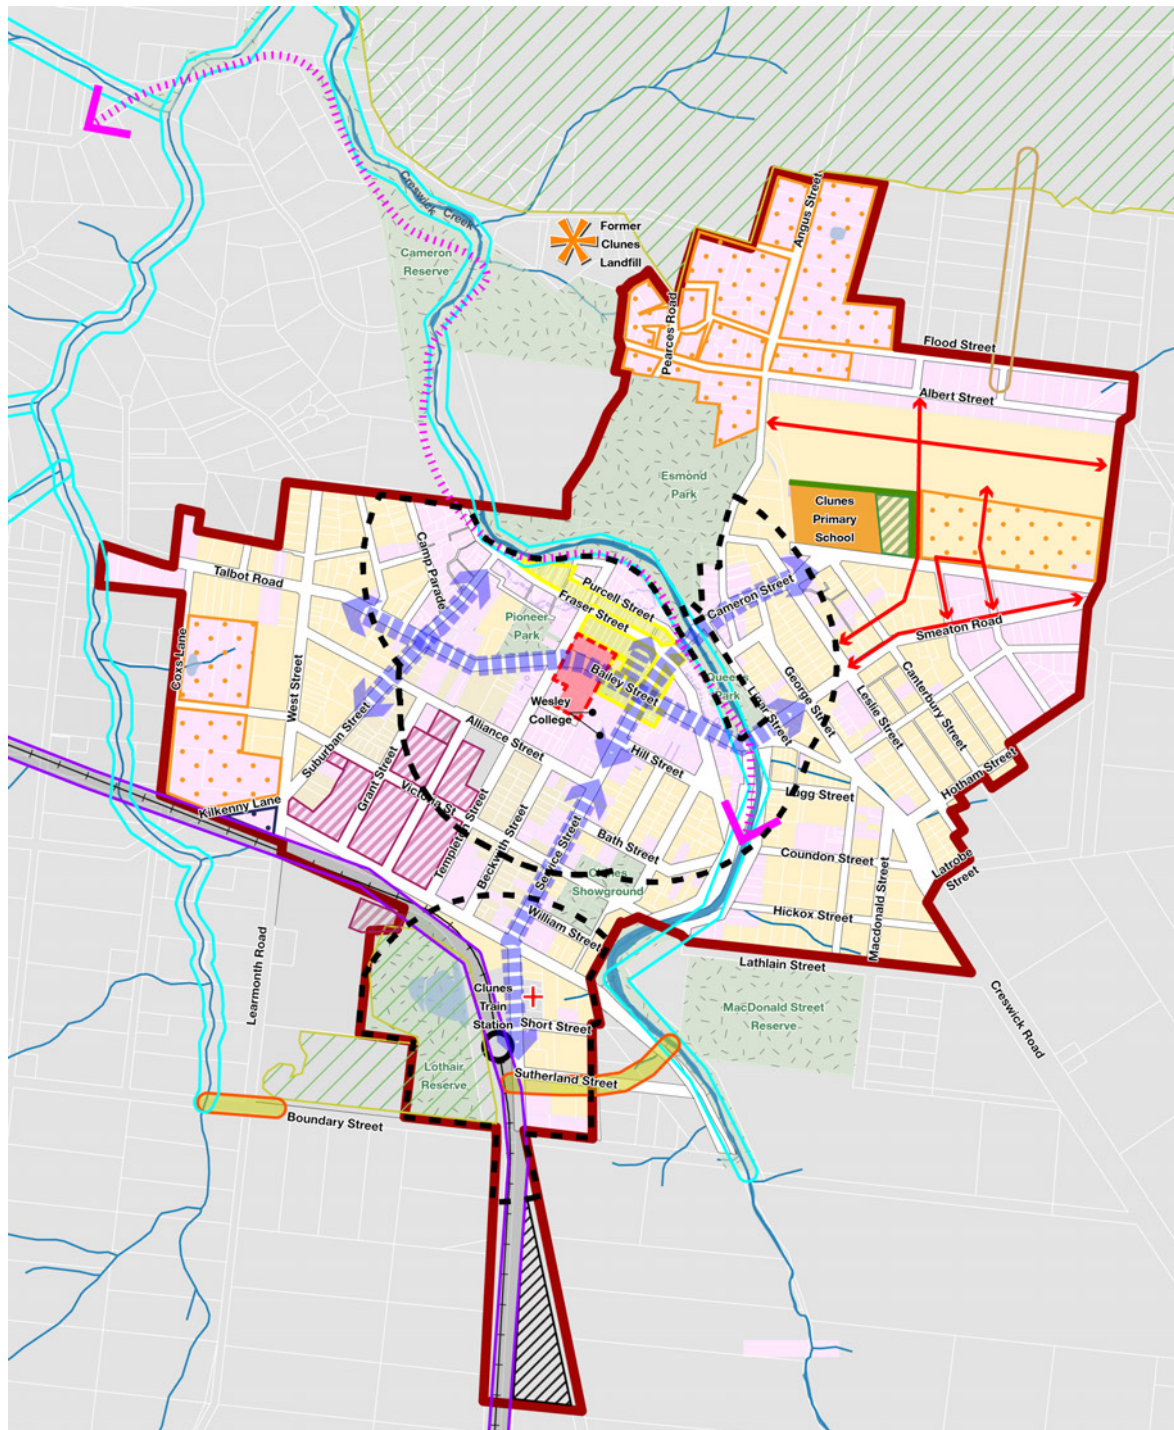 Creswick Creek
Former
Clunes
Landfill
Cameron
Reserve
Angus Street
Pearces Road
Flood Street
Albert Street
Esmond
Park
Clunes
Primary
School
Talbot Road
Camp Parade
Purcell Street
Fraser Street
Pioneer
Park
Cameron Street
Smeaton Road
Coxs Lane
West Street
Bailey Street
Queens
Park
Ligar Street
George Street
Leslie Street
Canterbury Street
Wesley
College
Suburban Street
Alliance Street
Hill Street
Hotham Street
Grant Street
Victoria St
Lugg Street
Kilkenny Lane
Templeton Street
Beckwith Street
Service Street
Bath Street
Coundon Street
Macdonald Street
Latrobe
Street
Clunes
Showground
William Street
Hickox Street
Lathlain Street
Learmonth Road
Clunes
Train
Station
Short Street
MacDonald Street
Reserve
Creswick Road
Lothair
Reserve
Sutherland Street
Boundary Street